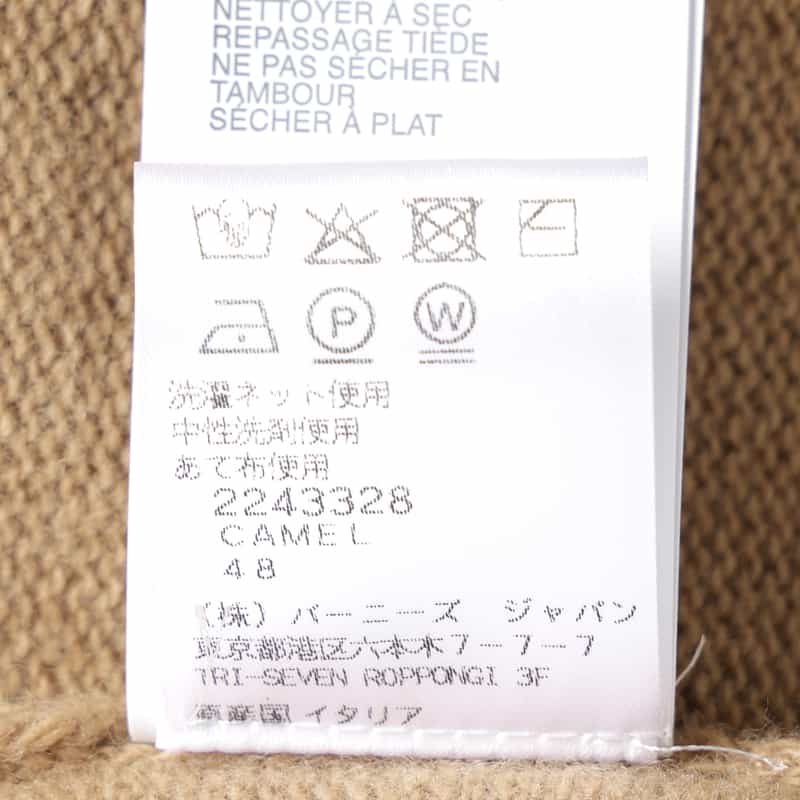 NETTOYER À SEC
REPASSAGE TIÈDE
NE PAS SÉCHER EN
TAMBOUR
SÉCHER À PLAT
P
W
洗濯ネット使用
中性洗剤使用
あて布使用
2243328
CAMEL
48
(株) バーニーズ ジャパン
東京都港区六本木7-7-7
TRI-SEVEN ROPPONGI 3F
原産国 イタリア